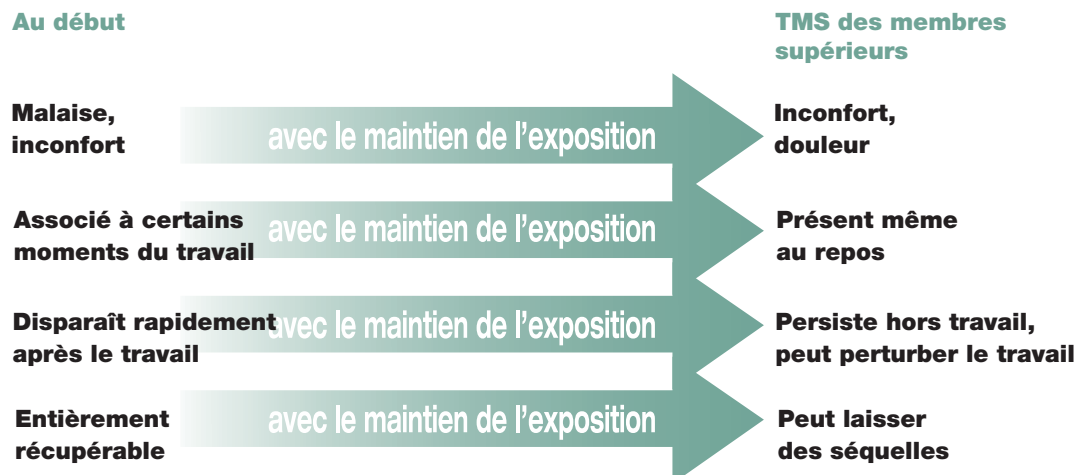 Au début
TMS des membres
supérieurs
Malaise,
inconfort
avec le maintien de l'exposition
Inconfort,
douleur
Associé à certains
moments du travail
avec le maintien de l'exposition
Présent même
au repos
Disparaît rapidement
après le travail
avec le maintien de l'exposition
Persiste hors travail,
peut perturber le travail
Entièrement
récupérable
avec le maintien de l'exposition
Peut laisser
des séquelles